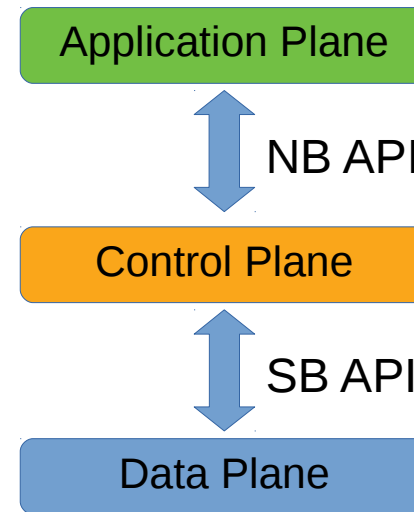 Application Plane
NB API
Control Plane
SB API
Data Plane